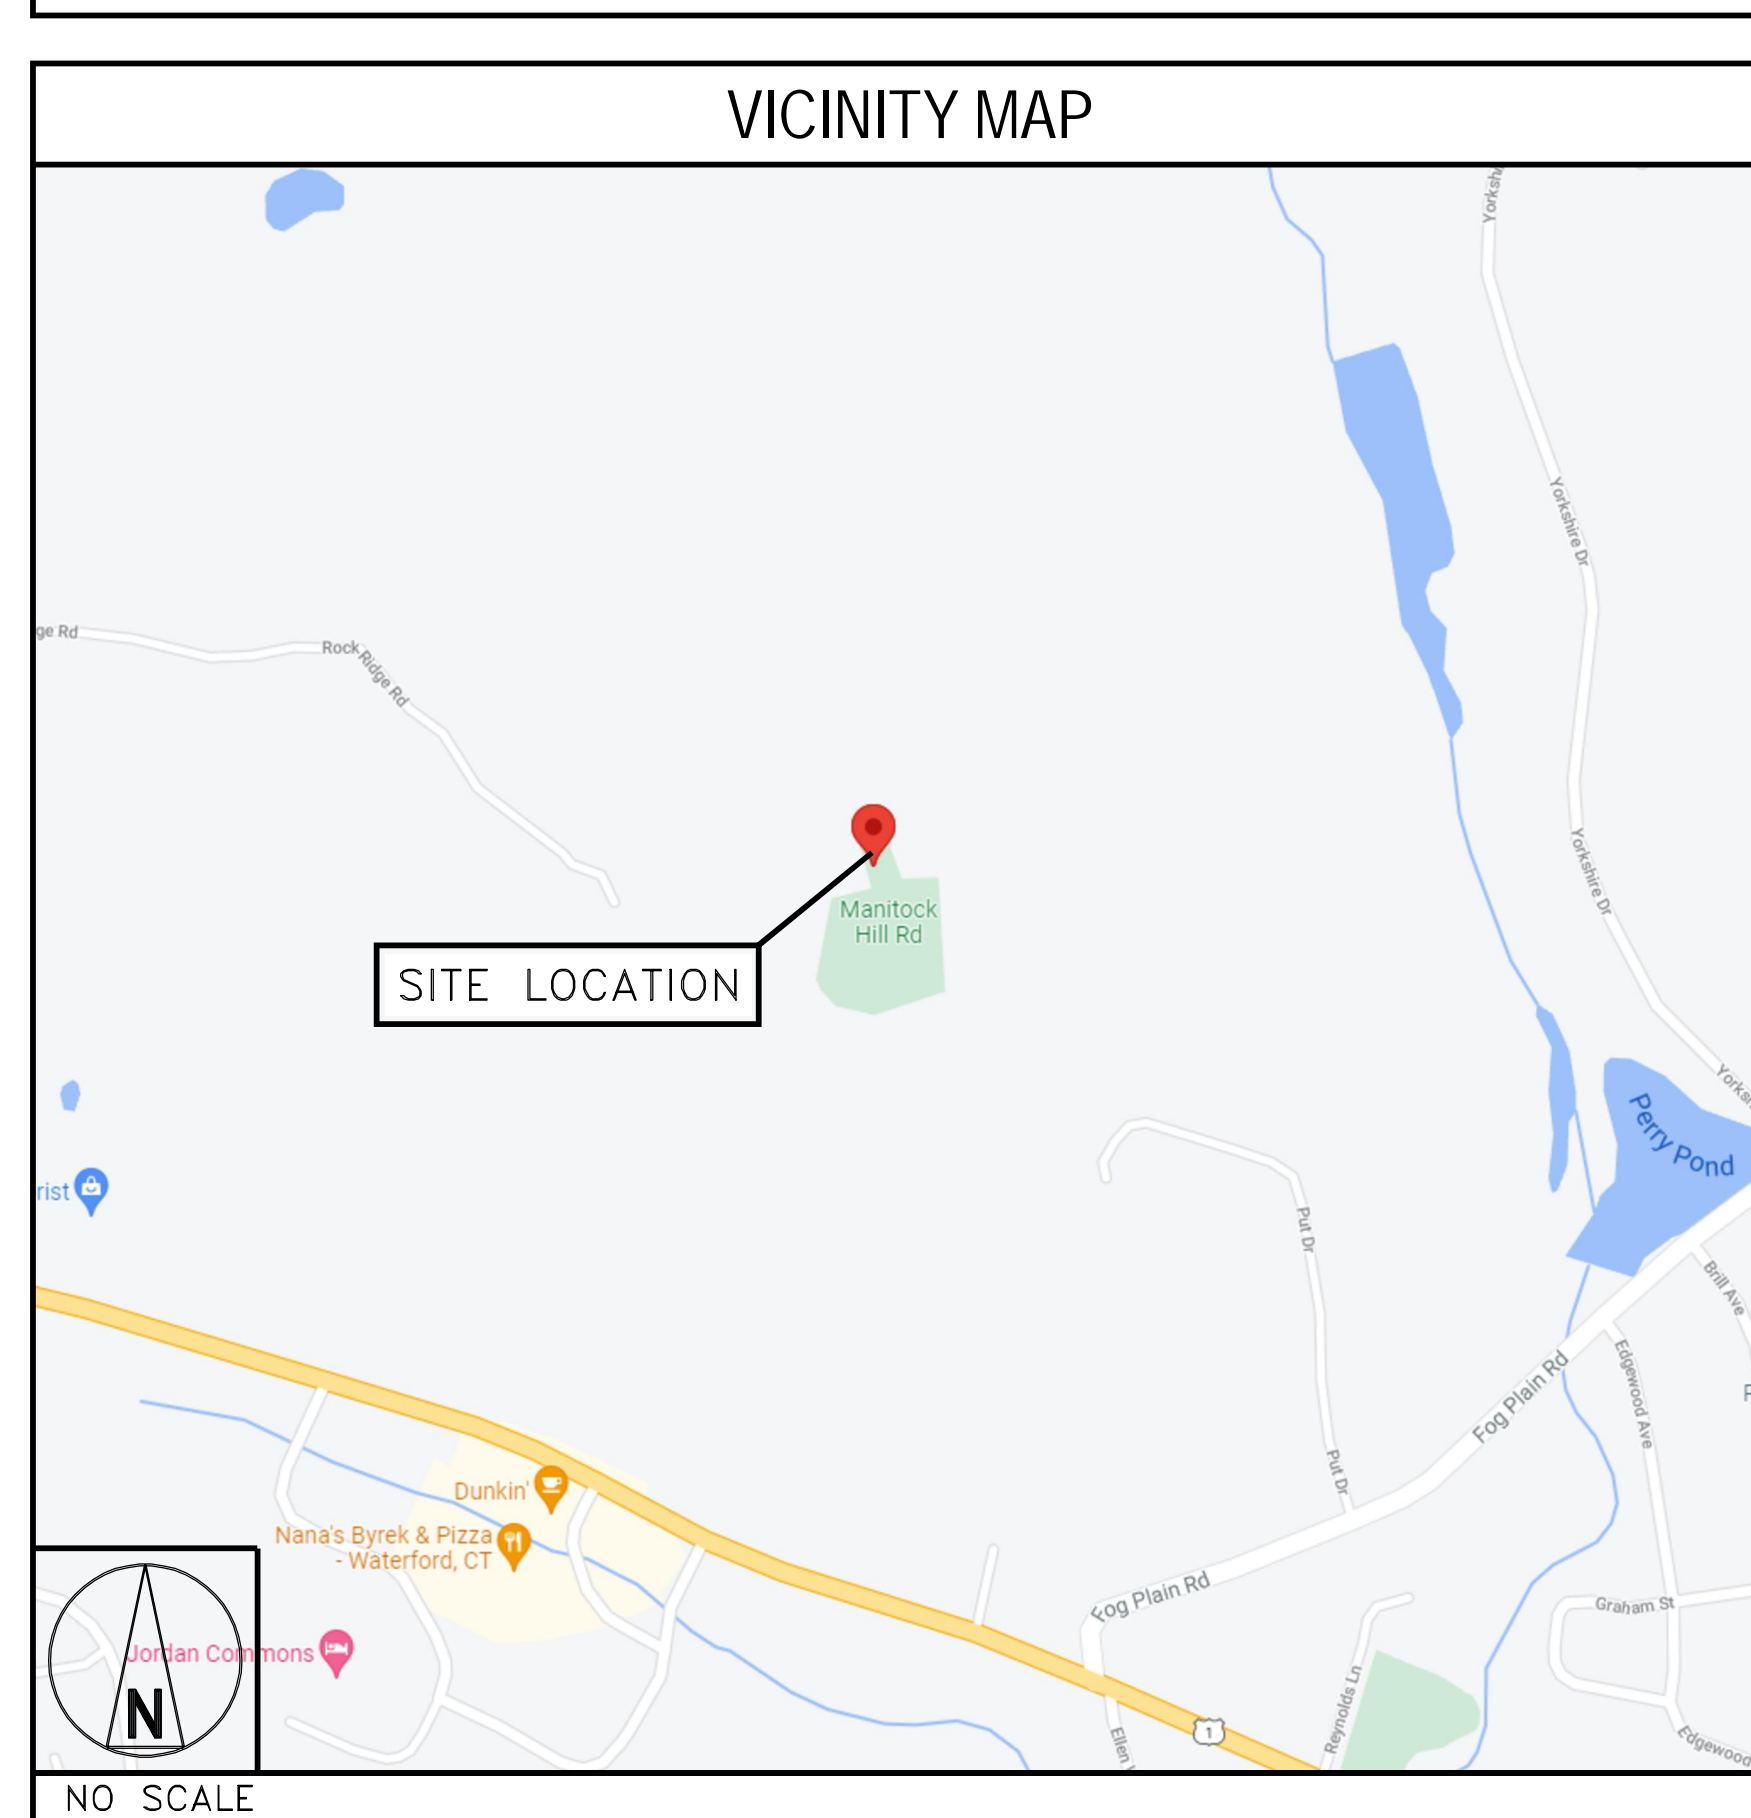 VICINITY MAP
Yorksh
Yorkshire Dr
ge Rd
Rock Ridge Rd
Yorkshire Dr
Manitock
Hill Rd
SITE LOCATION
Yorksh
Perry Pond
rist
Put Dr
Brill Ave
Fog Plain Rd
Edgewood Ave
Put Dr
Dunkin'
Nana's Byrek & Pizza
- Waterford, CT
Fog Plain Rd
Graham St
Jordan Commons
N
Reynolds Ln
1
Ellen
Edgewood
NO SCALE